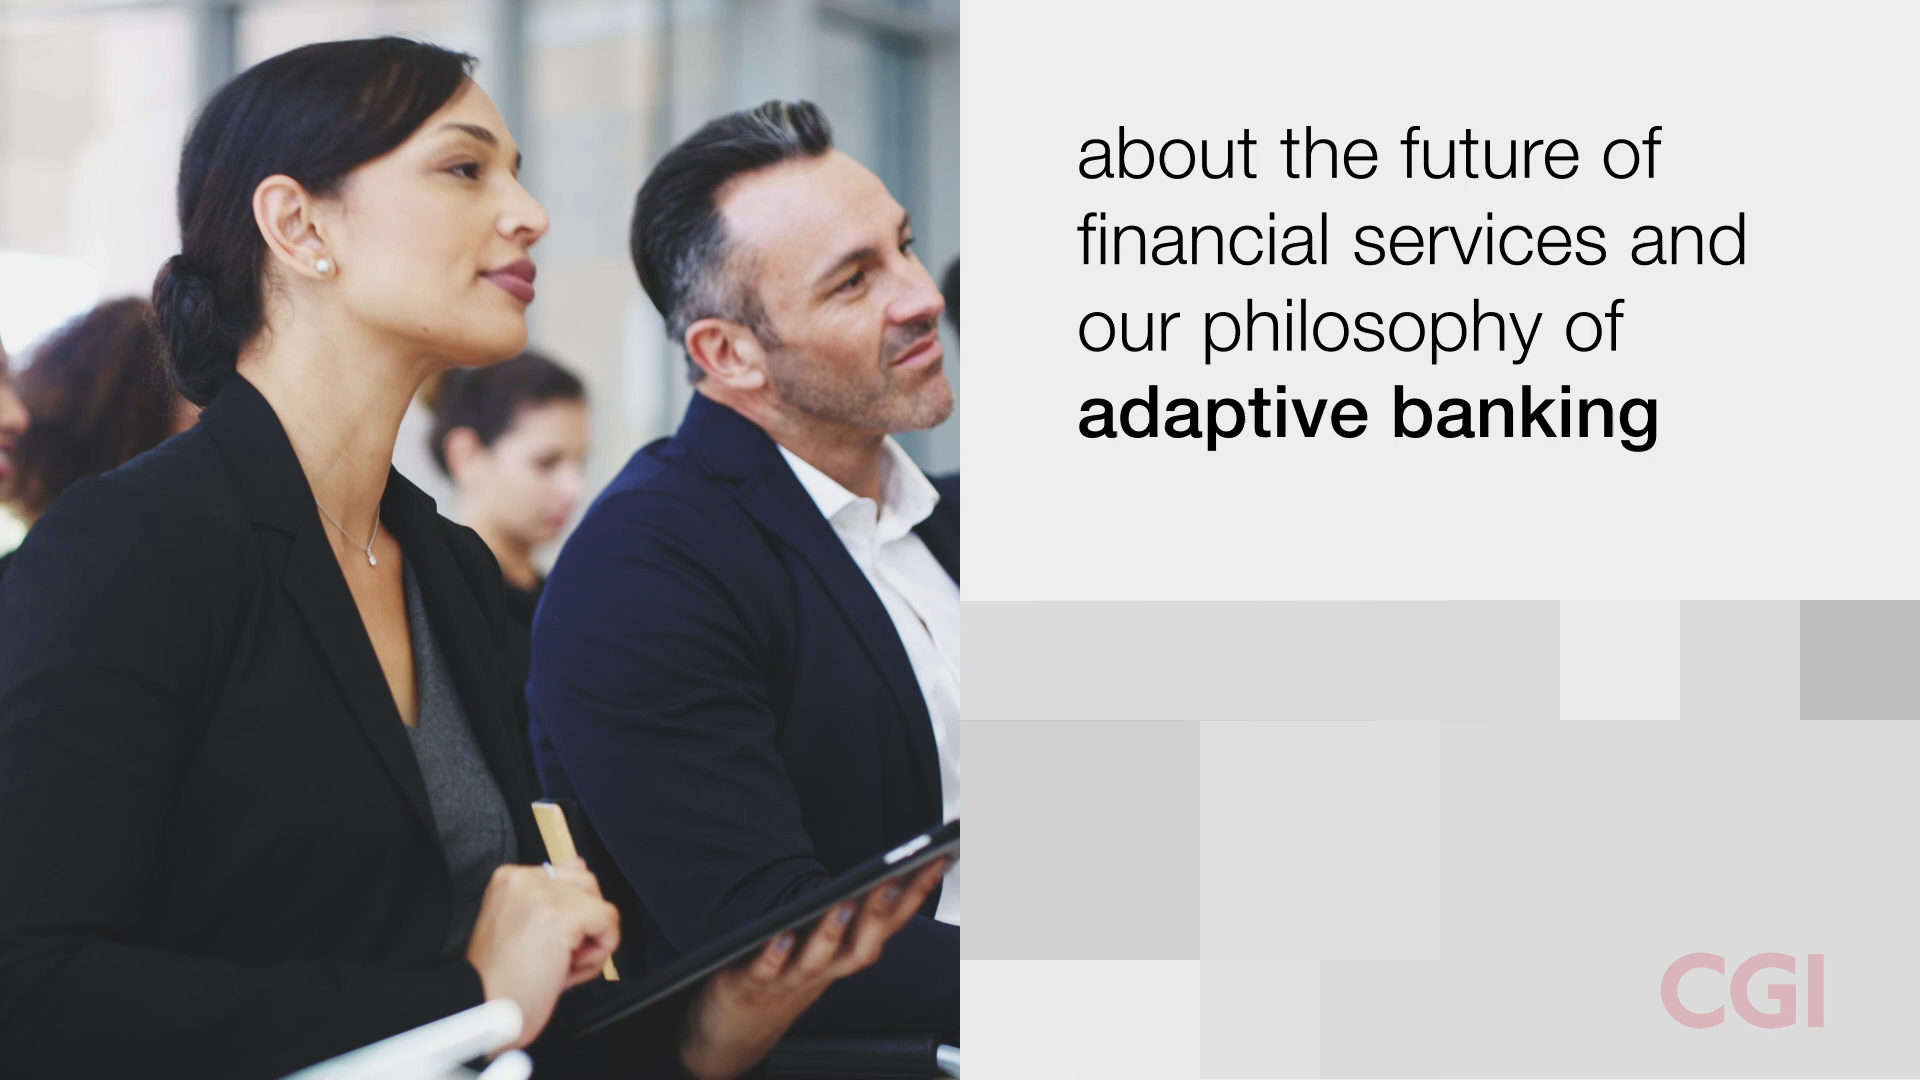 about the future of
financial services and
our philosophy of
adaptive banking
CGI